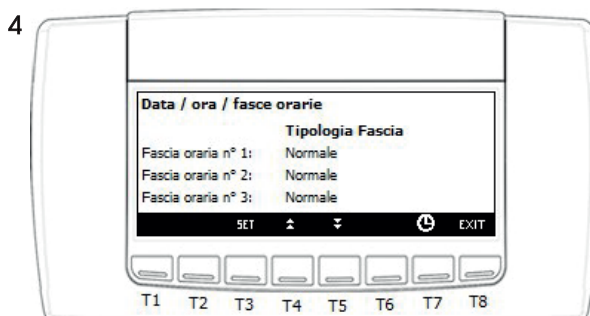 4
Data / ora / fasce orarie
Tipologia Fascia
Fascia oraria n° 1: Normale
Fascia oraria n° 2: Normale
Fascia oraria n° 3: Normale
SET EXIT
T1 T2 T3 T4 T5 T6 T7 T8